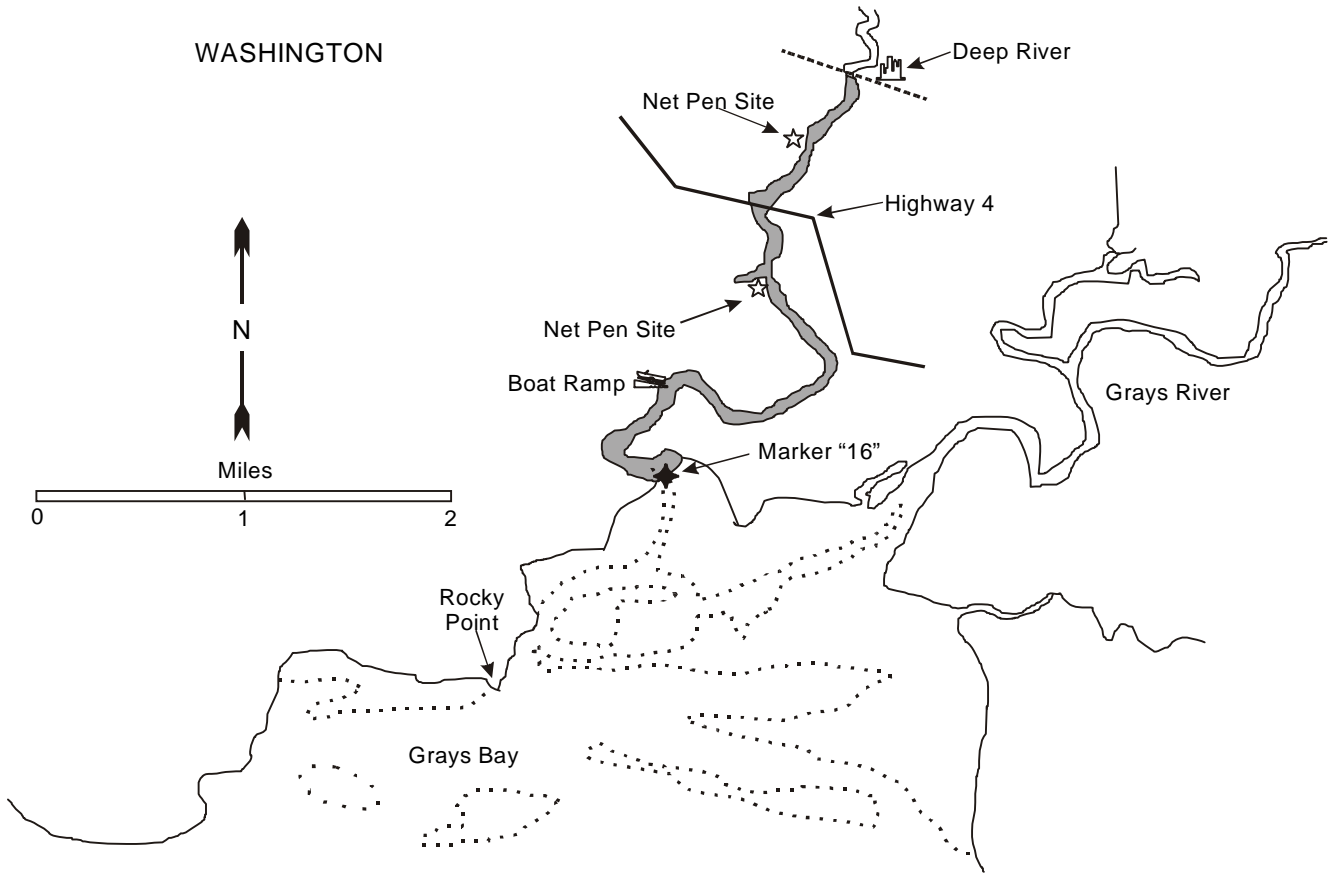 WASHINGTON
Deep River
Net Pen Site
Highway 4
N
Net Pen Site
Boat Ramp
Grays River
Marker “16”
Miles
0 1 2
Rocky
Point
Grays Bay